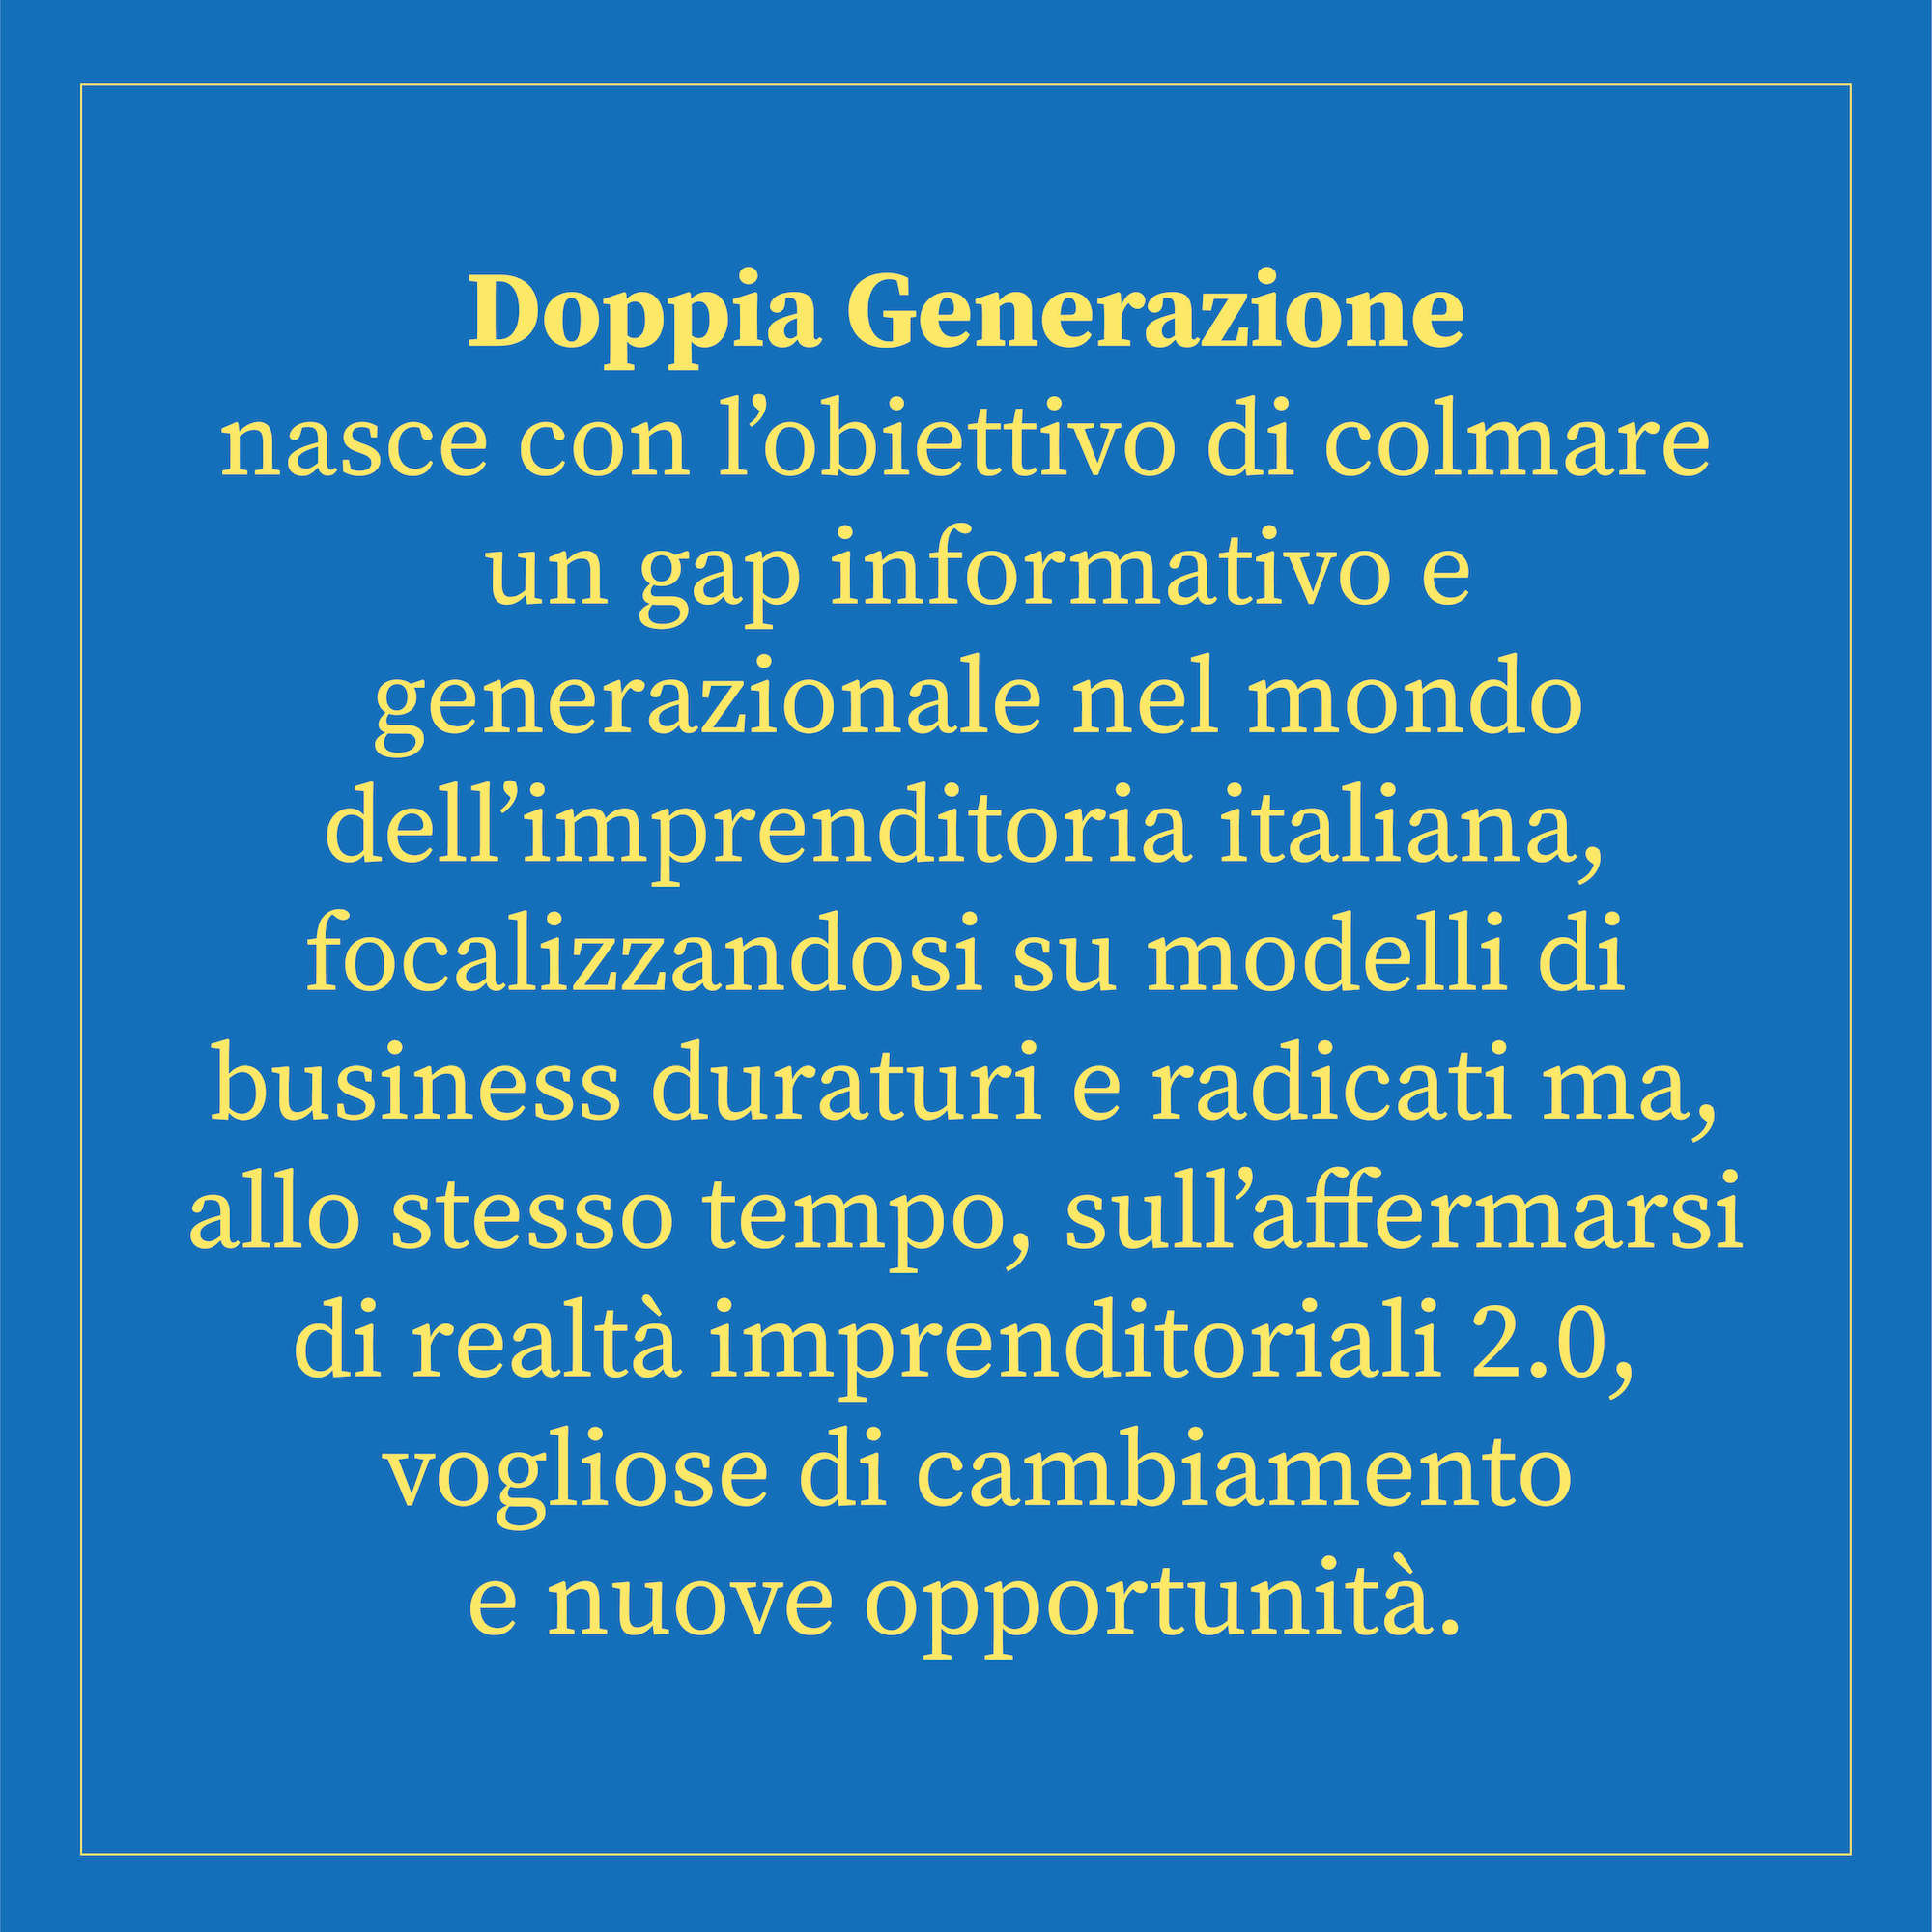 Doppia Generazione
nasce con l’obiettivo di colmare
un gap informativo e
generazionale nel mondo
dell’imprenditoria italiana,
focalizzandosi su modelli di
business duraturi e radicati ma,
allo stesso tempo, sull’affermarsi
di realtà imprenditoriali 2.0,
vogliose di cambiamento
e nuove opportunità.